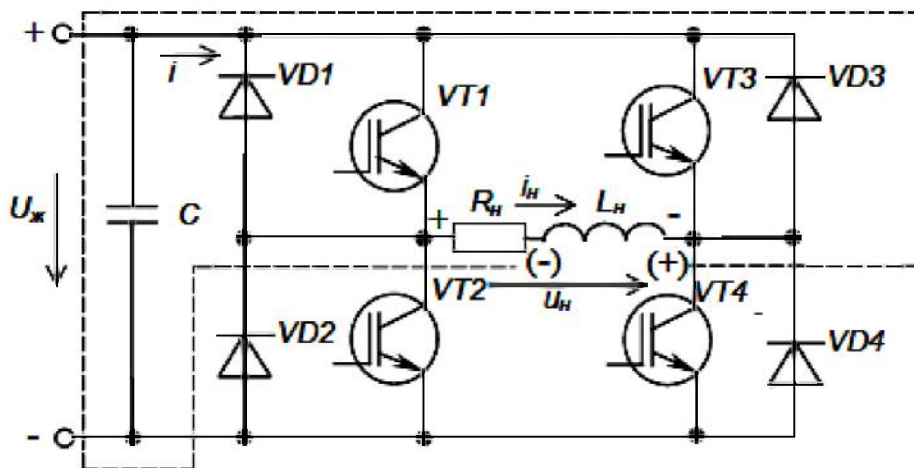 +
i
VD1
VT1
VT3
VD3
Uж
C
+
Rн
iн
Lн
-
(-)
(+)
VT2
uн
VT4
-
VD2
VD4
-